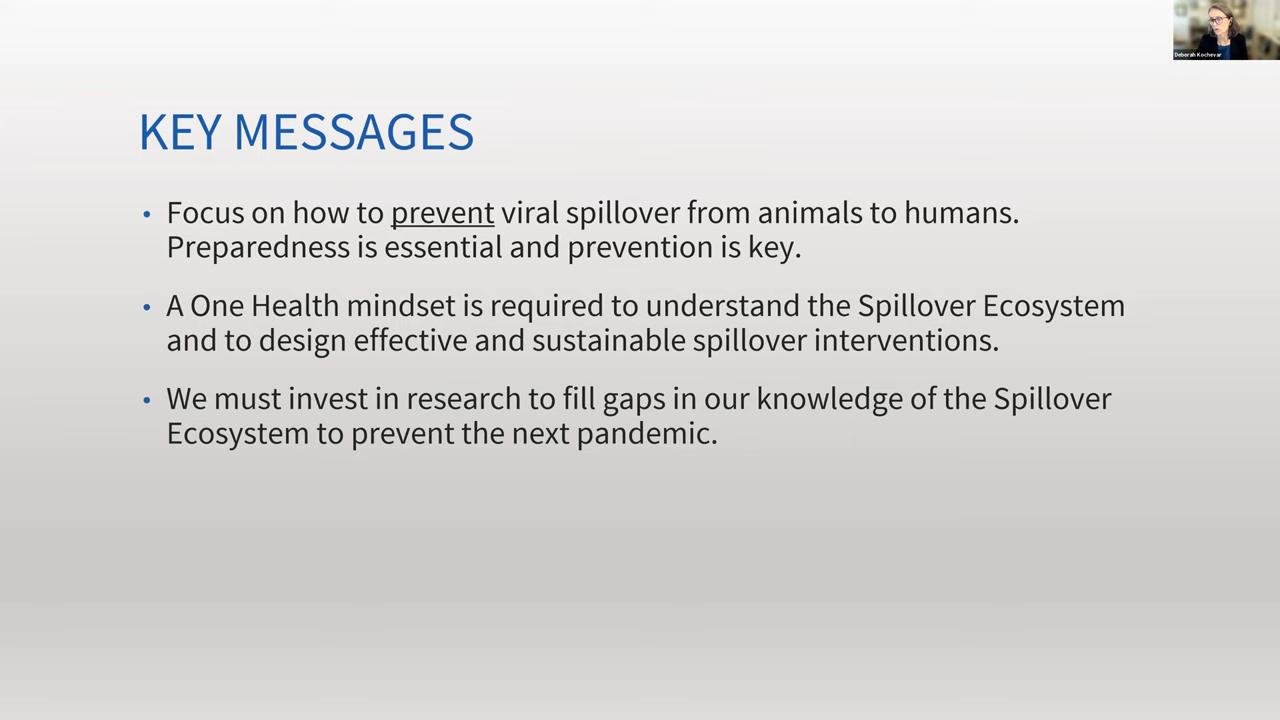 Deborah Kochevar
KEY MESSAGES
• Focus on how to prevent viral spillover from animals to humans.
Preparedness is essential and prevention is key.
• A One Health mindset is required to understand the Spillover Ecosystem
and to design effective and sustainable spillover interventions.
• We must invest in research to fill gaps in our knowledge of the Spillover
Ecosystem to prevent the next pandemic.